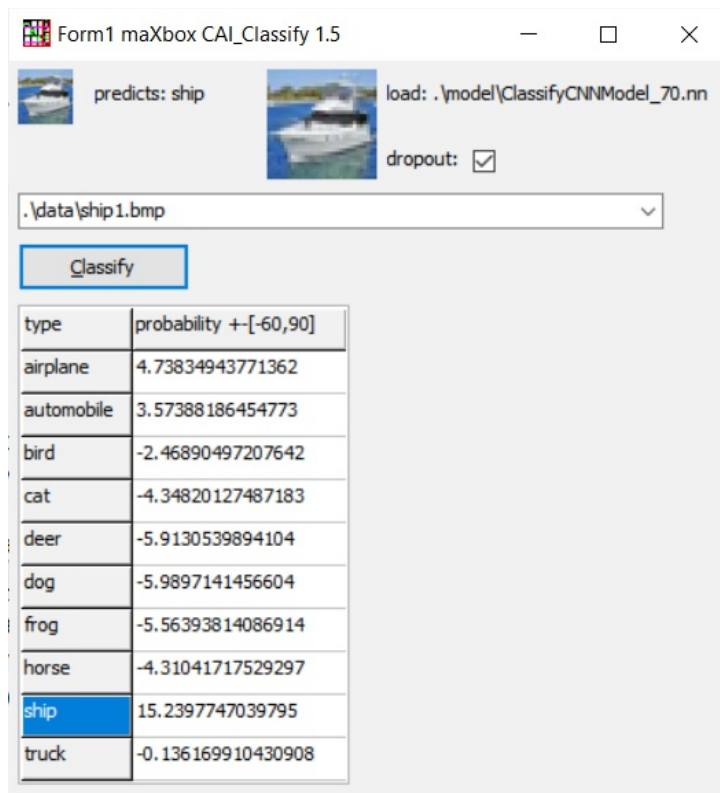 Form1 maXbox CAI_Classify 1.5
predicts: ship
load: .\model\ClassifyCNNModel_70.nn
dropout:
.\data\ship1.bmp
Classify
type probability +-[-60,90]
airplane 4.73834943771362
automobile 3.57388186454773
bird -2.46890497207642
cat -4.34820127487183
deer -5.9130539894104
dog -5.9897141456604
frog -5.56393814086914
horse -4.31041717529297
ship 15.2397747039795
truck -0.136169910430908